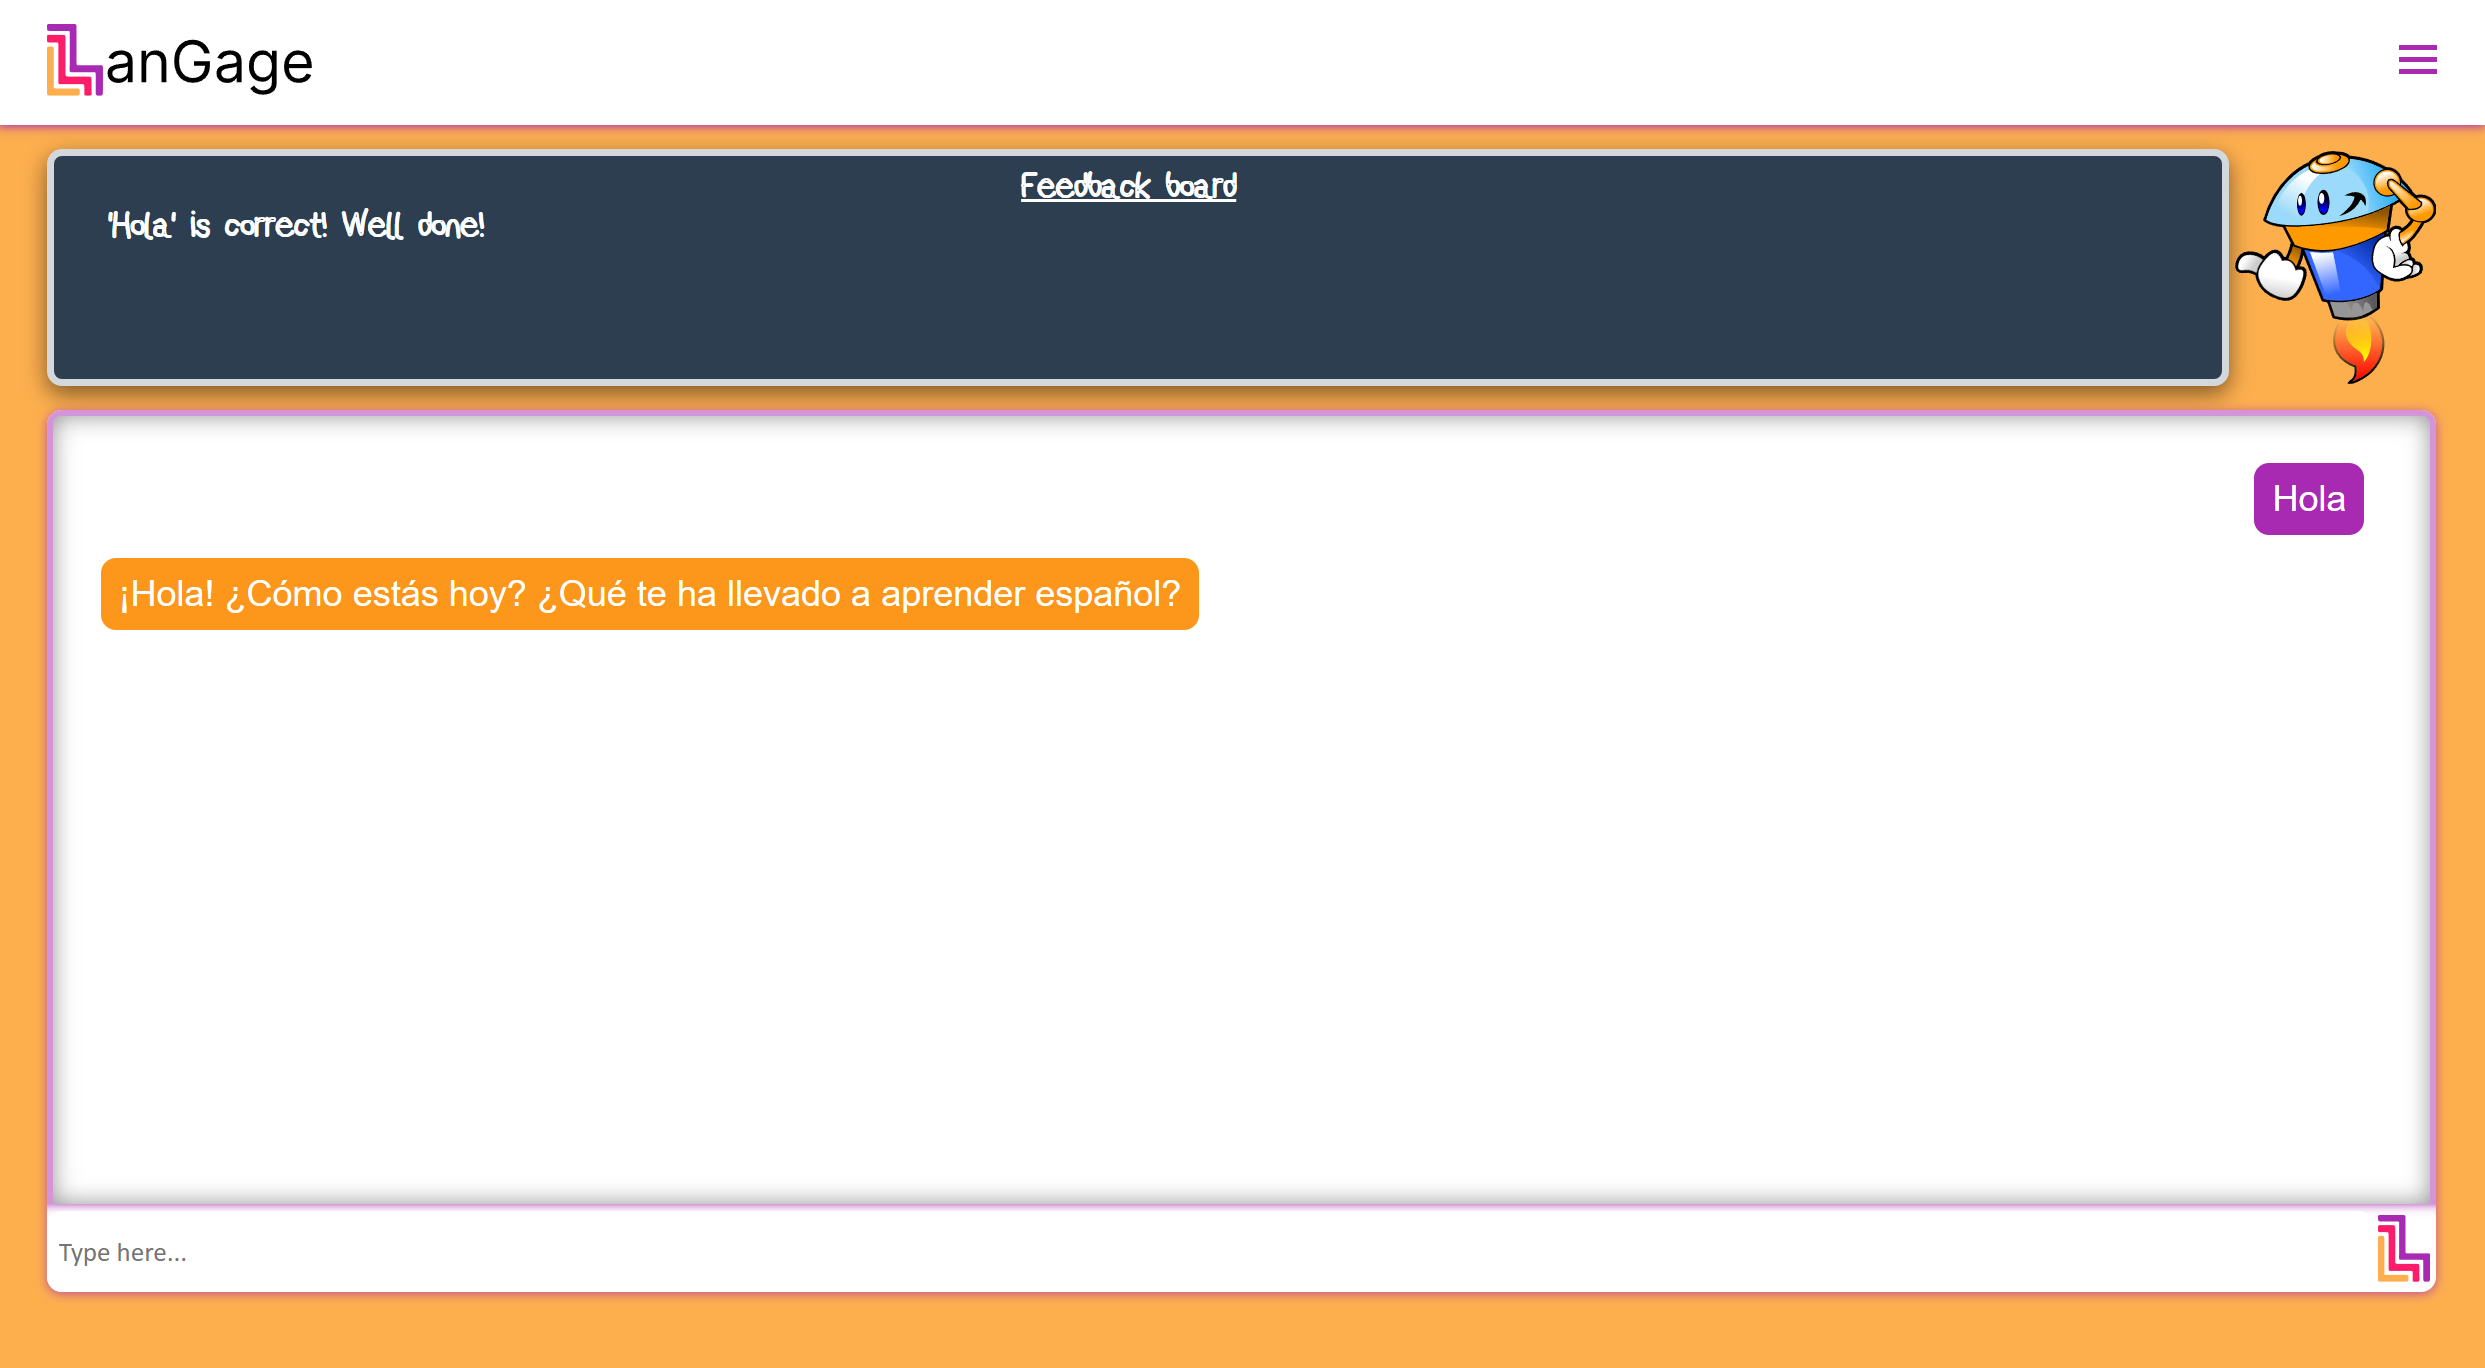 LanGage
Feedback board
'Hola' is correct! Well done!
Hola
¡Hola! ¿Cómo estás hoy? ¿Qué te ha llevado a aprender español?
Type here...